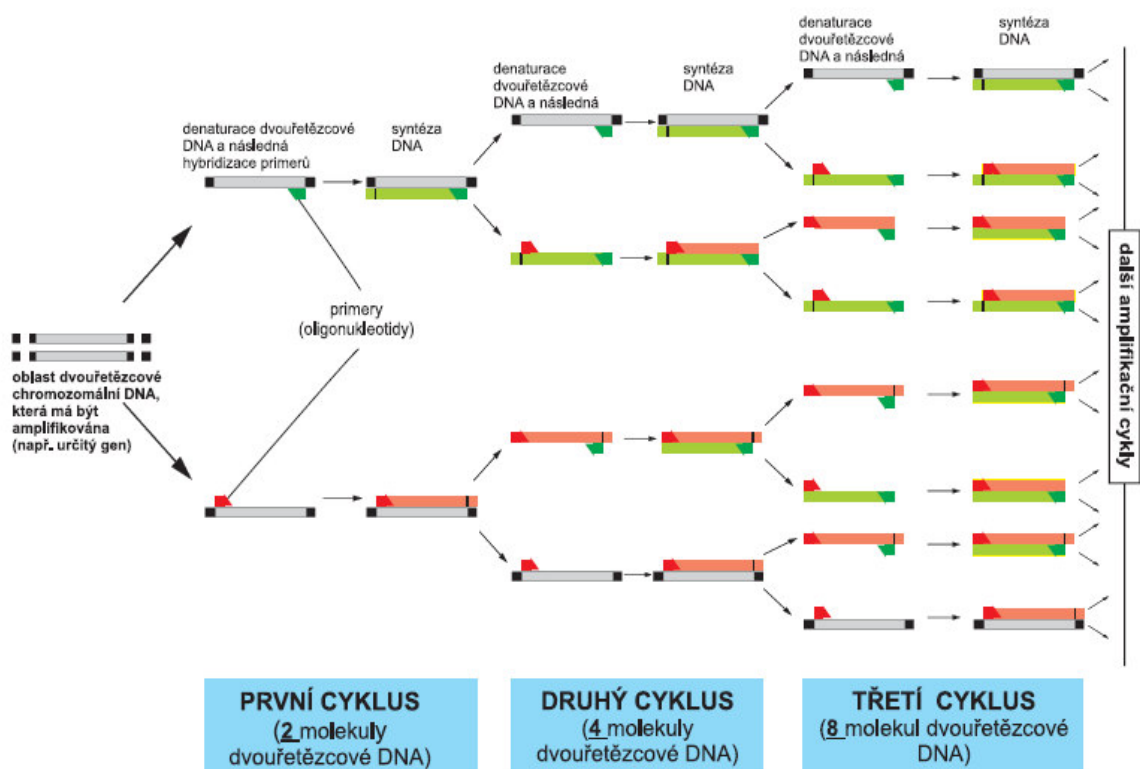 denaturace
dvouřetězcové
DNA a následná
syntéza
DNA
denaturace
dvouřetězcové
DNA a následná
syntéza
DNA
denaturace dvouřetězcové
DNA a následná
hybridizace primerů
syntéza
DNA
primery
(oligonukleotidy)
oblast dvouřetězcové
chromozomální DNA,
která má být
amplifikována
(např. určitý gen)
další amplifikační cykly
PRVNÍ CYKLUS
(2 molekuly
dvouřetězcové DNA)
DRUHÝ CYKLUS
(4 molekuly
dvouřetězcové DNA)
TŘETÍ CYKLUS
(8 molekul dvouřetězcové
DNA)